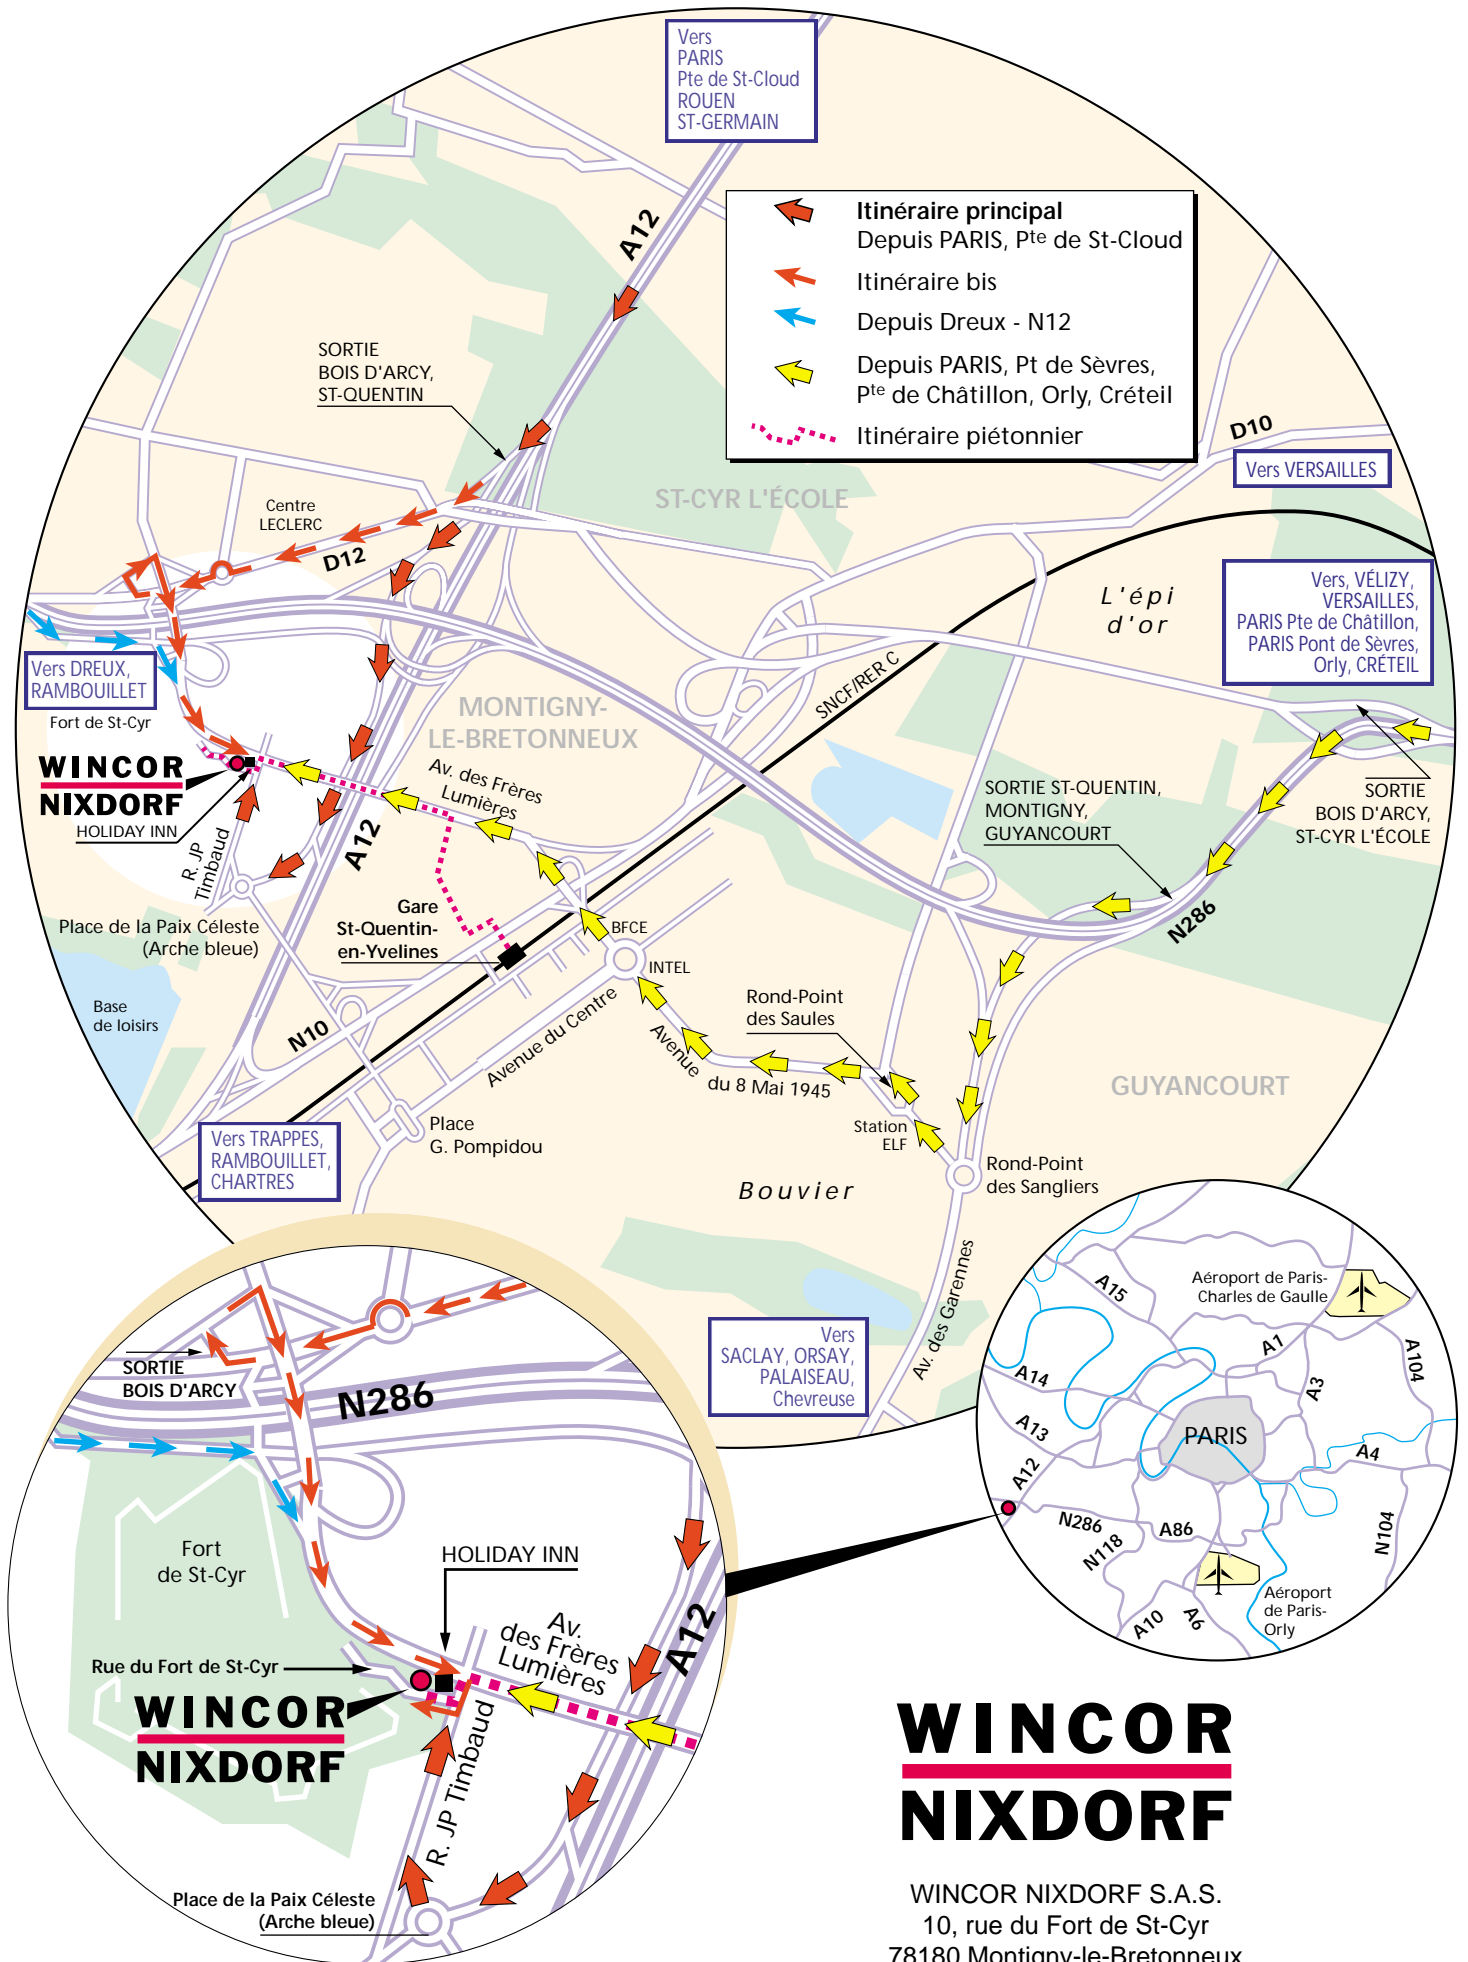 Vers
PARIS
Pte de St-Cloud
ROUEN
ST-GERMAIN
A12
Itinéraire principal
Depuis PARIS, Pte de St-Cloud
Itinéraire bis
Depuis Dreux - N12
Depuis PARIS, Pt de Sèvres,
Pte de Châtillon, Orly, Créteil
Itinéraire piétonnier
SORTIE
BOIS D'ARCY,
ST-QUENTIN
D10
Vers VERSAILLES
ST-CYR L'ÉCOLE
Centre
LECLERC
D12
L'épi
d'or
Vers, VÉLIZY,
VERSAILLES,
PARIS Pte de Châtillon,
PARIS Pont de Sèvres,
Orly, CRÉTEIL
Vers DREUX,
RAMBOUILLET
Fort de St-Cyr
SNCF/RER C
MONTIGNY-
LE-BRETONNEUX
WINCOR
NIXDORF
HOLIDAY INN
Av. des Frères
Lumières
SORTIE ST-QUENTIN,
MONTIGNY,
GUYANCOURT
SORTIE
BOIS D'ARCY,
ST-CYR L'ÉCOLE
A12
R. JP
Timbaud
Place de la Paix Céleste
(Arche bleue)
Gare
St-Quentin-
en-Yvelines
BFCE
INTEL
N286
Base
de loisirs
N10
Avenue du Centre
Rond-Point
des Saules
Avenue
du 8 Mai 1945
GUYANCOURT
Station
ELF
Place
G. Pompidou
Vers TRAPPES,
RAMBOUILLET,
CHARTRES
Rond-Point
des Sangliers
Bouvier
Av. des Garennes
Vers
SACLAY, ORSAY,
PALAISEAU,
Chevreuse
SORTIE
BOIS D'ARCY
N286
Fort
de St-Cyr
HOLIDAY INN
Av.
des Frères
Lumières
A12
Rue du Fort de St-Cyr
WINCOR
NIXDORF
R. JP Timbaud
Place de la Paix Céleste
(Arche bleue)
A15
Aéroport de Paris-
Charles de Gaulle
A1
A104
A14
A3
A13
PARIS
A4
A12
N286
A86
N118
N104
A10
A6
Aéroport
de Paris-
Orly
WINCOR
NIXDORF
WINCOR NIXDORF S.A.S.
10, rue du Fort de St-Cyr
78180 Montigny-le-Bretonneux